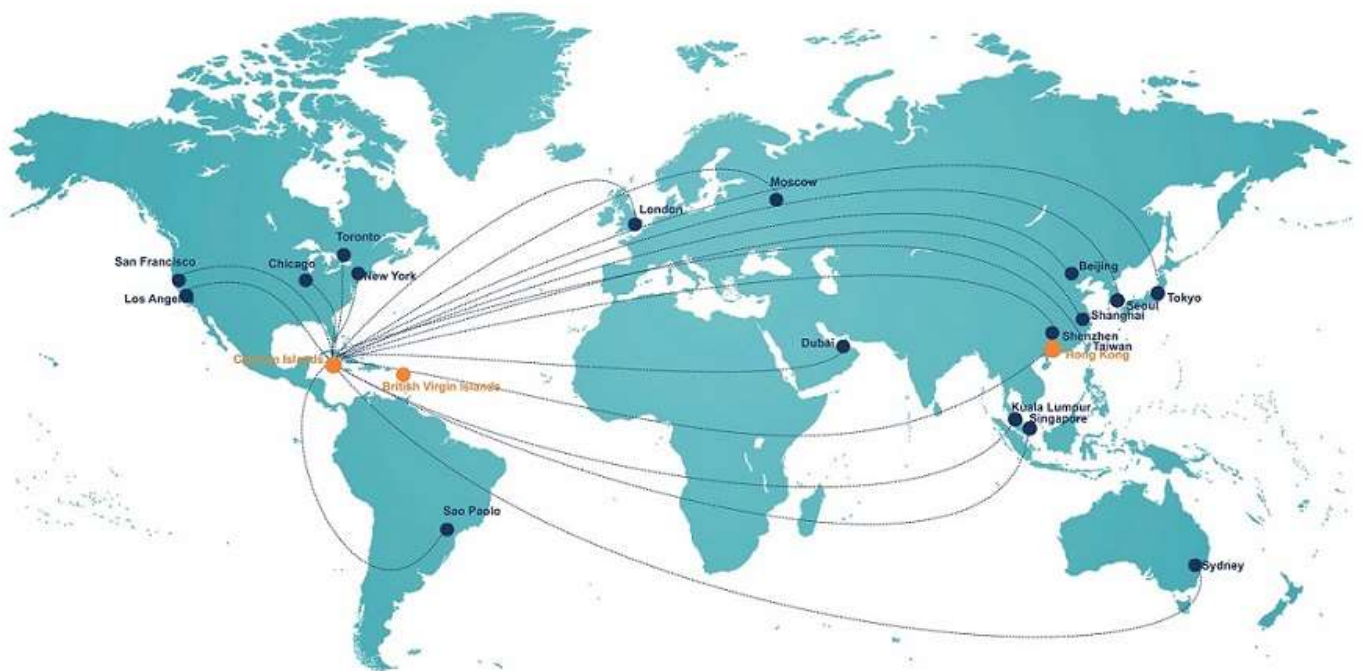 Moscow
London
Toronto
San Francisco
Chicago
New York
Beijing
Los Angel
Tokyo
Seoul
Shanghai
Shenzhen
Dubai
Taiwan
Hong Kong
Cayman Islands
British Virgin Islands
Kuala Lumpur
Singapore
Sao Paolo
Sydney